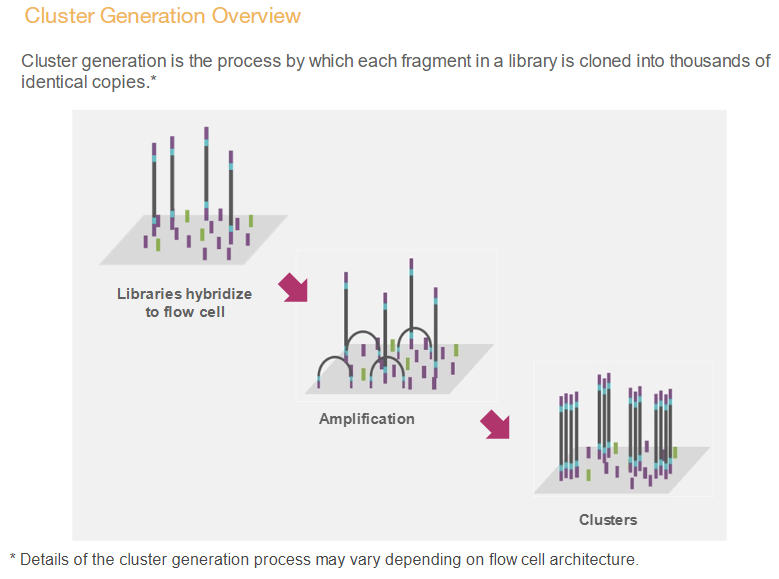 Cluster Generation Overview
Cluster generation is the process by which each fragment in a library is cloned into thousands of
identical copies.*
Libraries hybridize
to flow cell
Amplification
Clusters
* Details of the cluster generation process may vary depending on flow cell architecture.